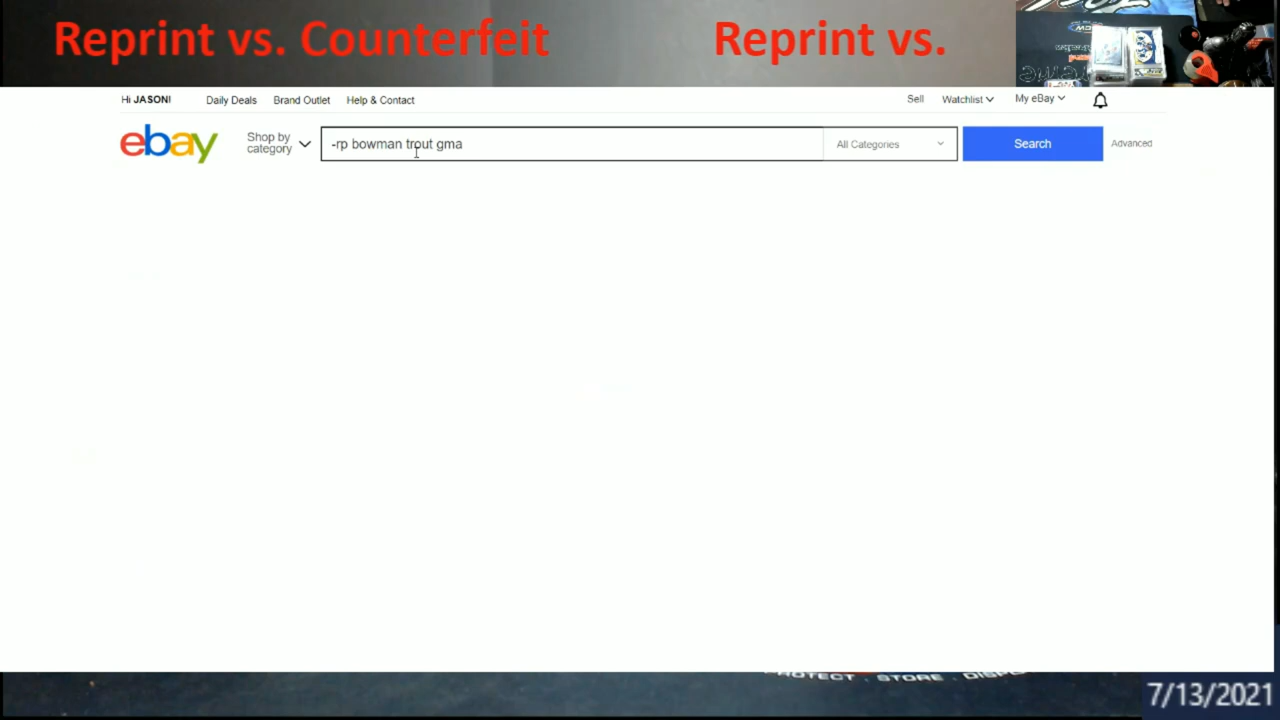 Reprint vs. Counterfeit
Reprint vs.
Hi JASON!
Daily Deals
Brand Outlet
Help & Contact
Sell
Watchlist
My eBay
ebay
Shop by
category
-rp bowman trout gma
All Categories
Search
Advanced
PROTECT . STORE .
7/13/2021